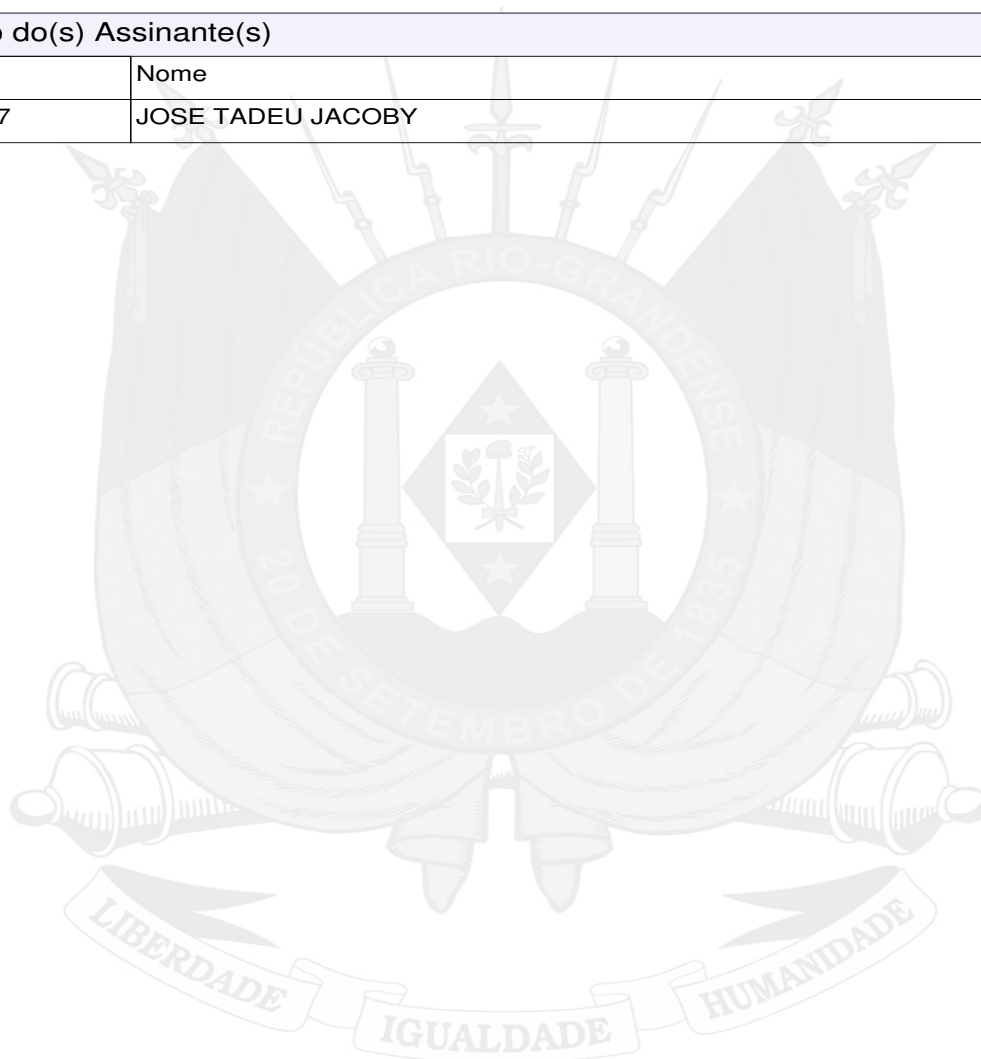 do(s) Assinante(s)
Nome
7 JOSE TADEU JACOBY
REPÚBLICA RIO-GRANDENSE
20 DE SETEMBRO DE 1835
LIBERDADE IGUALDADE HUMANIDADE